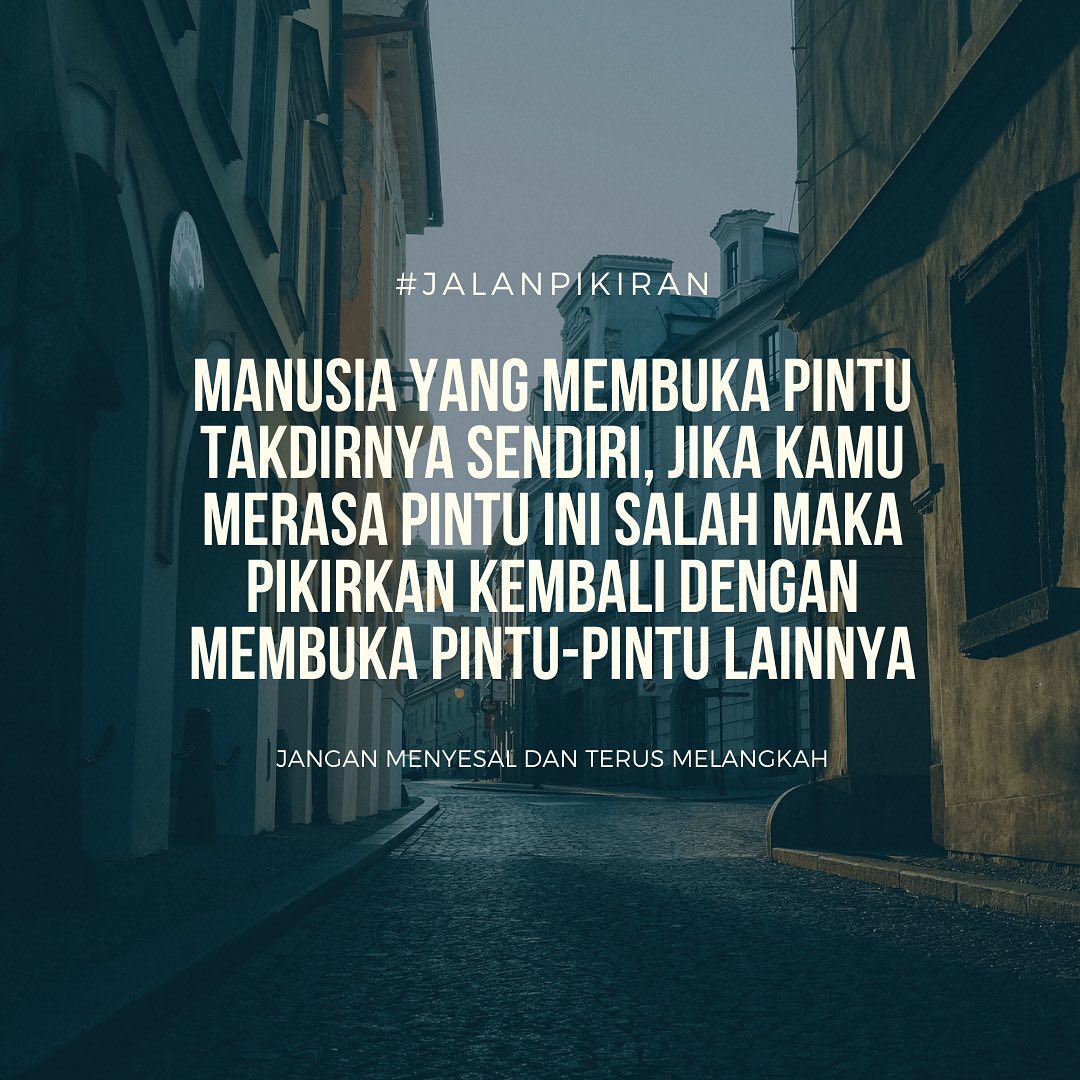 #JALANPIKIRAN
MANUSIA YANG MEMBUKA PINTU
TAKDIRNYA SENDIRI, JIKA KAMU
MERASA PINTU INI SALAH MAKA
PIKIRKAN KEMBALI DENGAN
MEMBUKA PINTU-PINTU LAINNYA
JANGAN MENYESAL DAN TERUS MELANGKAH